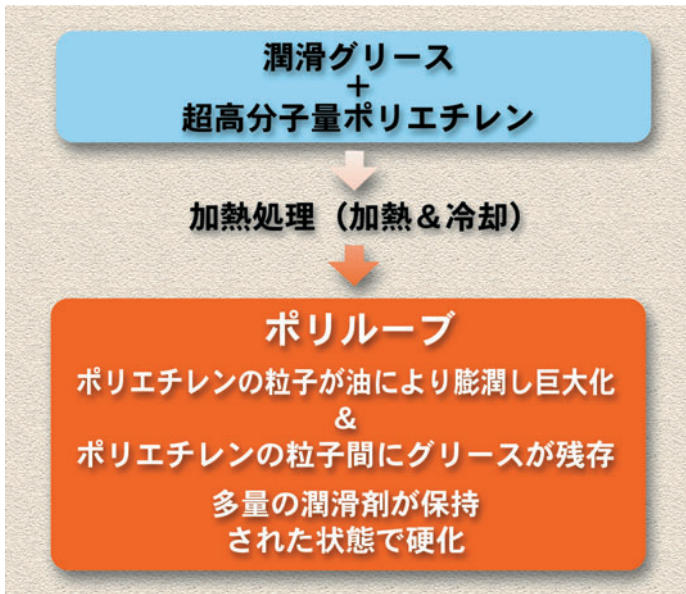 潤滑グリース
+
超高分子量ポリエチレン
加熱処理（加熱＆冷却）
ポリルーブ
ポリエチレンの粒子が油により膨潤し巨大化
＆
ポリエチレンの粒子間にグリースが残存
多量の潤滑剤が保持
された状態で硬化